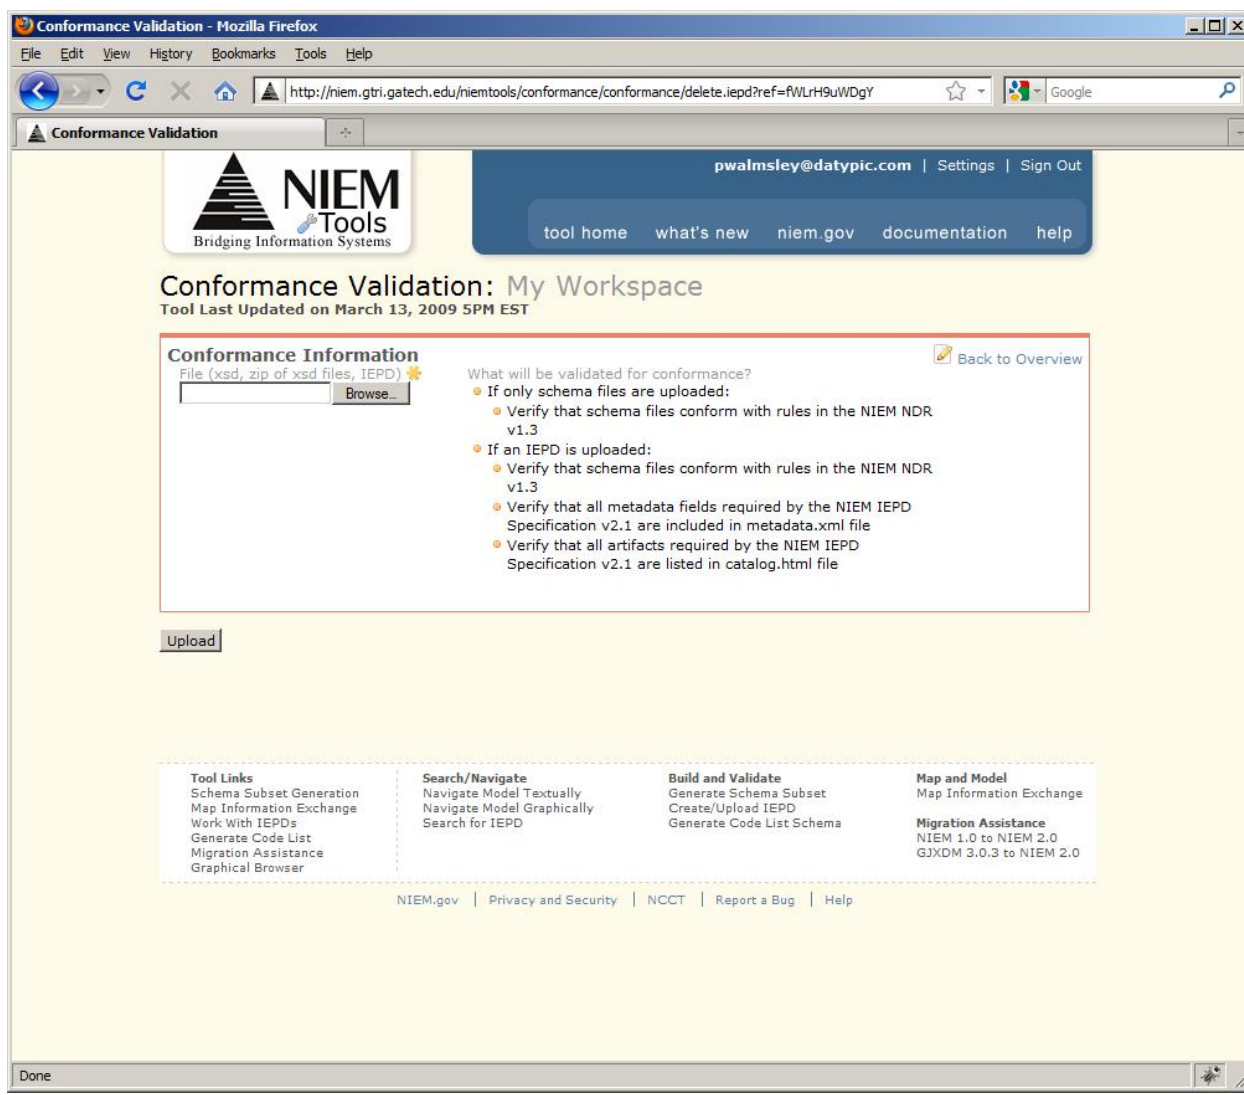 Conformance Validation - Mozilla Firefox
File Edit View History Bookmarks Tools Help
http://niem.gtri.gatech.edu/niemtools/conformance/conformance/delete.iepd?ref=fWLrH9uWDgY
Google
Conformance Validation
NIEM
Tools
Bridging Information Systems
pwalmsley@datypic.com | Settings | Sign Out
tool home what's new niem.gov documentation help
Conformance Validation: My Workspace
Tool Last Updated on March 13, 2009 5PM EST
Conformance Information
Back to Overview
File (xsd, zip of xsd files, IEPD)
Browse...
What will be validated for conformance?
If only schema files are uploaded:
Verify that schema files conform with rules in the NIEM NDR
v1.3
If an IEPD is uploaded:
Verify that schema files conform with rules in the NIEM NDR
v1.3
Verify that all metadata fields required by the NIEM IEPD
Specification v2.1 are included in metadata.xml file
Verify that all artifacts required by the NIEM IEPD
Specification v2.1 are listed in catalog.html file
Upload
Tool Links
Schema Subset Generation
Map Information Exchange
Work With IEPDs
Generate Code List
Migration Assistance
Graphical Browser
Search/Navigate
Navigate Model Textually
Navigate Model Graphically
Search for IEPD
Build and Validate
Generate Schema Subset
Create/Upload IEPD
Generate Code List Schema
Map and Model
Map Information Exchange
Migration Assistance
NIEM 1.0 to NIEM 2.0
GJXDM 3.0.3 to NIEM 2.0
NIEM.gov | Privacy and Security | NCCT | Report a Bug | Help
Done